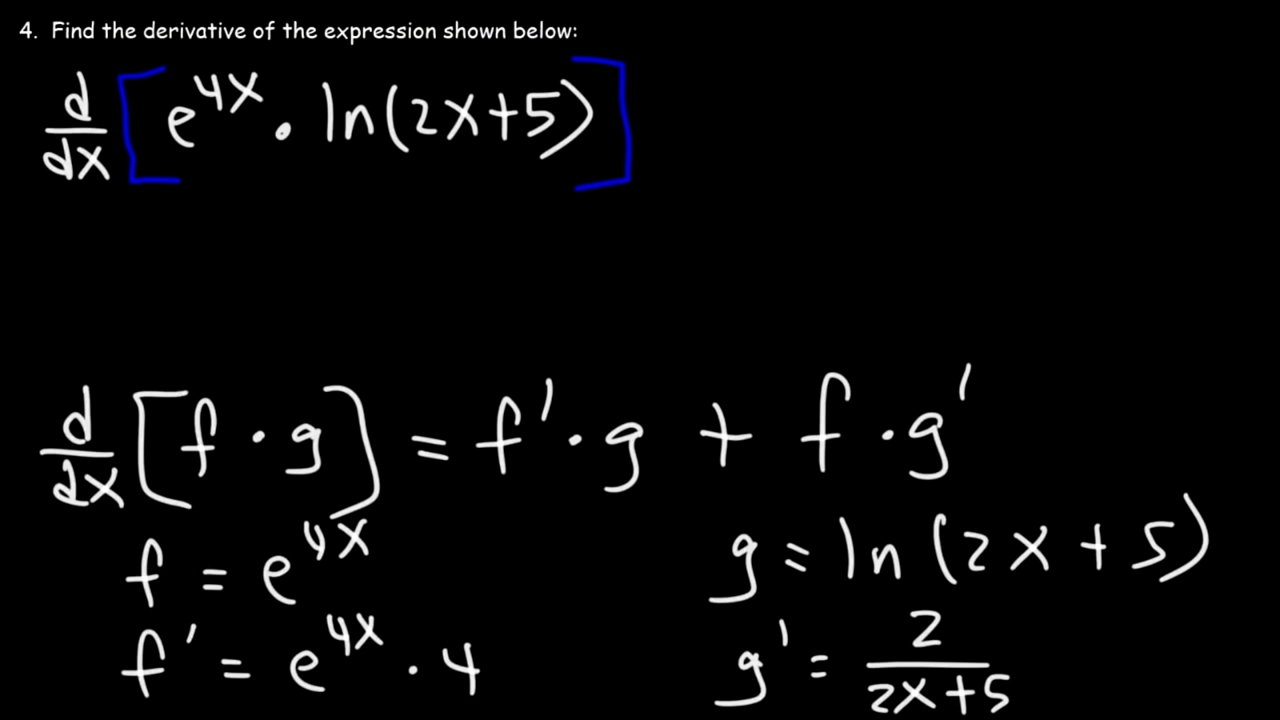 4. Find the derivative of the expression shown below:
d/dx [e^4x · ln(2x+5)]
d/dx [f · g] = f' · g + f · g'
f = e^4x g = ln(2x+5)
f' = e^4x · 4 g' = 2/2x+5